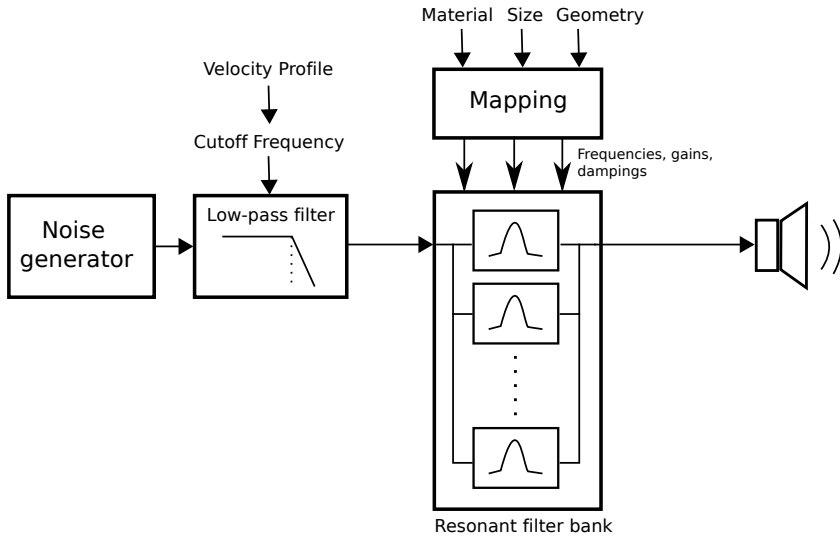 Material Size Geometry
Velocity Profile
Mapping
Cutoff Frequency
Frequencies, gains,
dampings
Noise
generator
Low-pass filter
Resonant filter bank